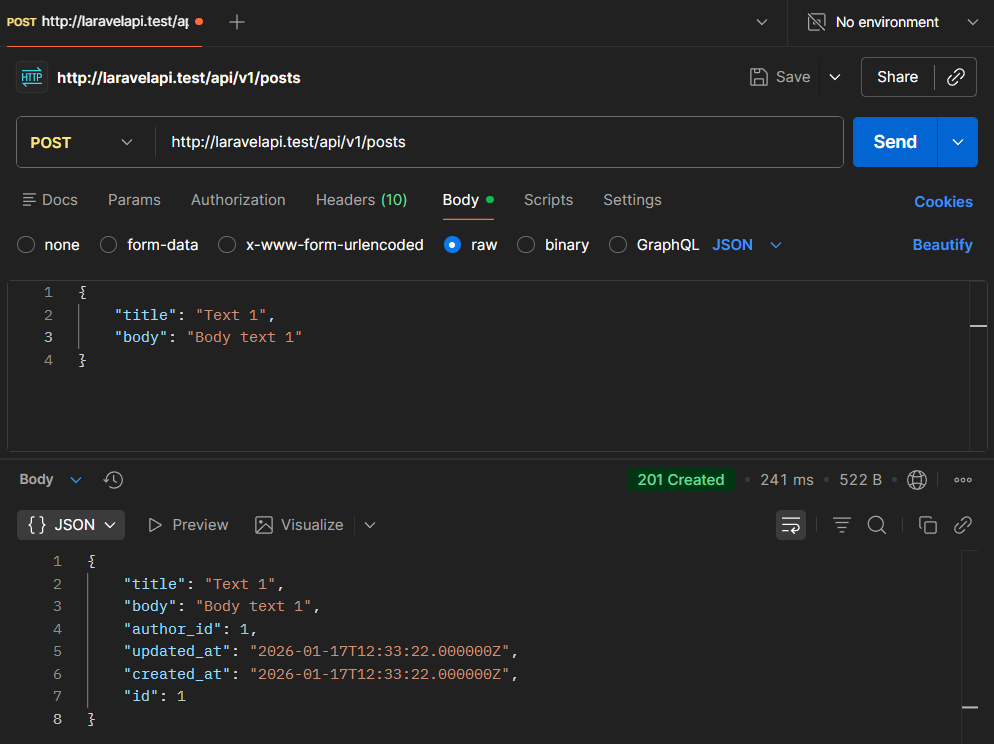 POST http://laravelapi.test/ap
No environment
HTTP http://laravelapi.test/api/v1/posts
Save
Share
POST http://laravelapi.test/api/v1/posts
Send
Docs Params Authorization Headers (10) Body Scripts Settings Cookies
none form-data x-www-form-urlencoded raw binary GraphQL JSON Beautify
1 {
2 "title": "Text 1",
3 "body": "Body text 1"
4 }
Body 201 Created • 241 ms • 522 B •
{} JSON Preview Visualize
1 {
2 "title": "Text 1",
3 "body": "Body text 1",
4 "author_id": 1,
5 "updated_at": "2026-01-17T12:33:22.000000Z",
6 "created_at": "2026-01-17T12:33:22.000000Z",
7 "id": 1
8 }